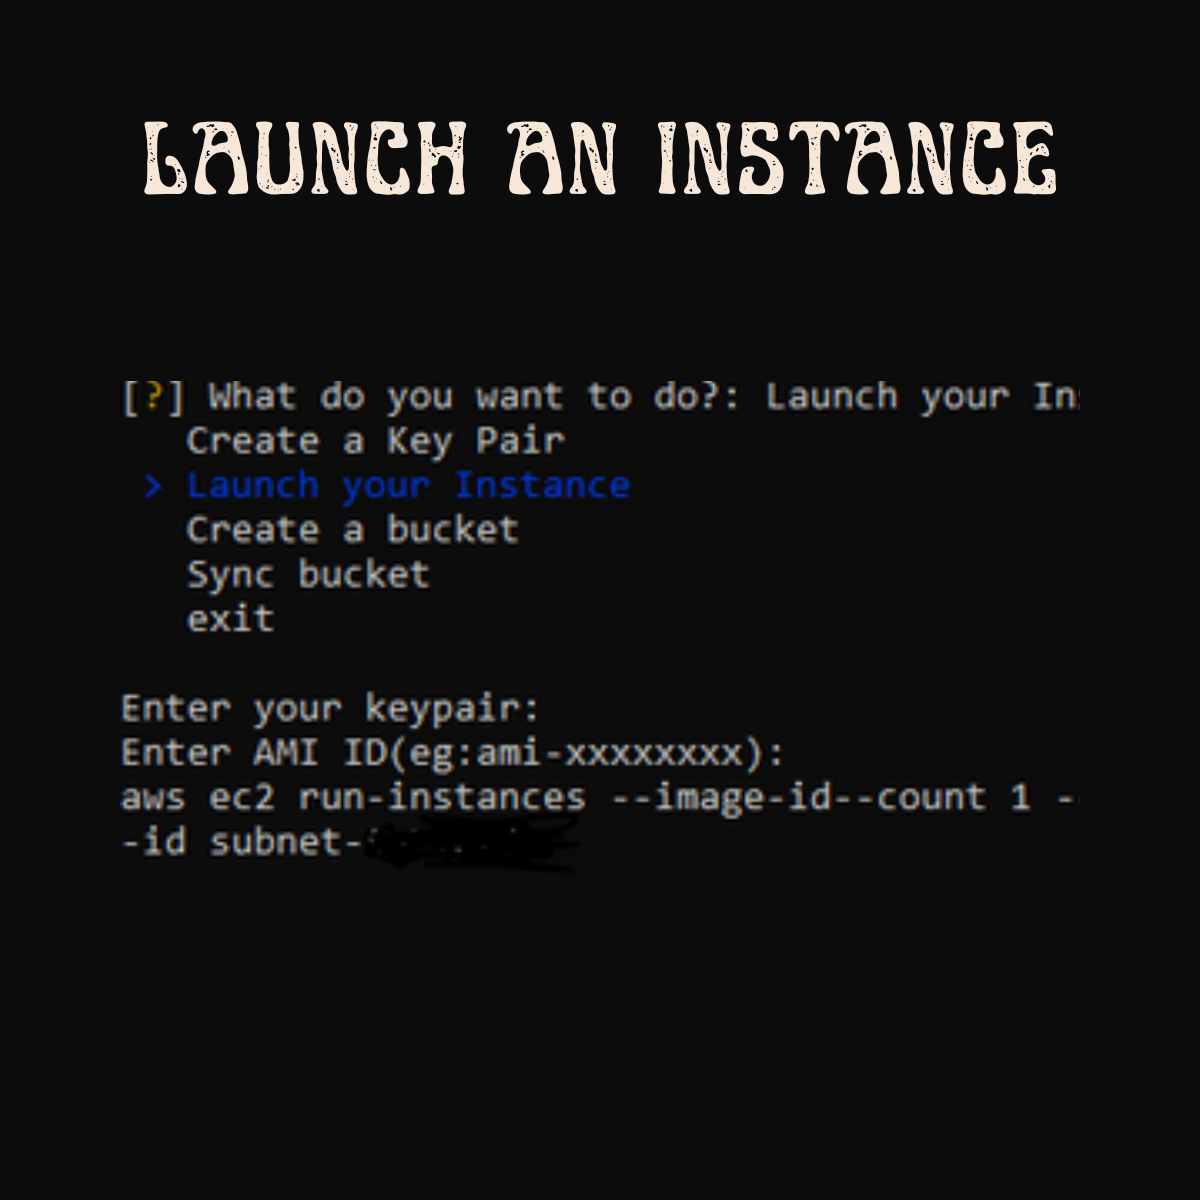 LAUNCH AN INSTANCE
[?] What do you want to do?: Launch your
Create a Key Pair
> Launch your Instance
Create a bucket
Sync bucket
exit
Enter your keypair:
Enter AMI ID(eg:ami-xxxxxxxx):
aws ec2 run-instances --image-id--count 1 -
-id subnet-